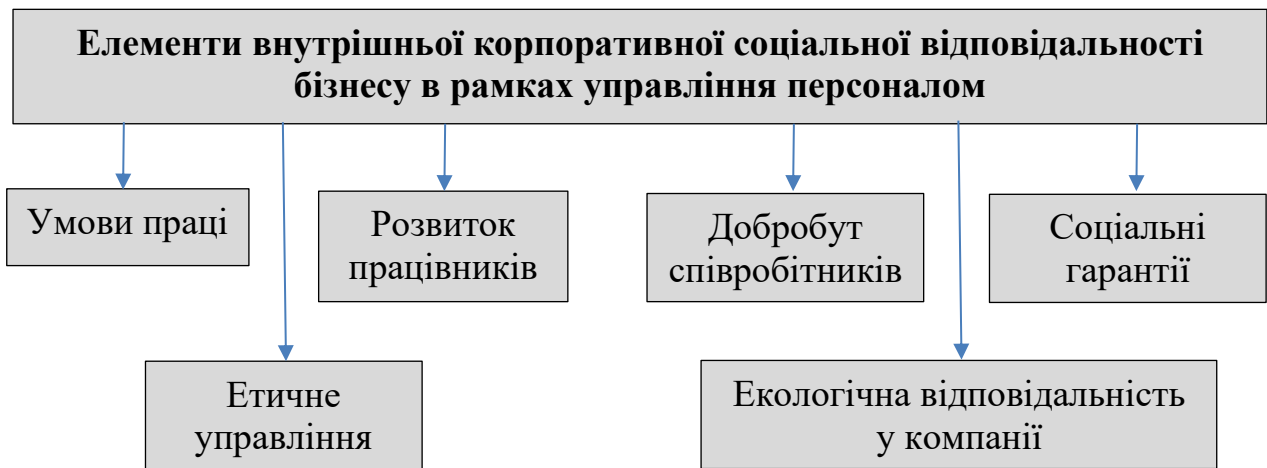 Елементи внутрішньої корпоративної соціальної відповідальності
бізнесу в рамках управління персоналом
Умови праці
Розвиток
працівників
Добробут
співробітників
Соціальні
гарантії
Етичне
управління
Екологічна відповідальність
у компанії